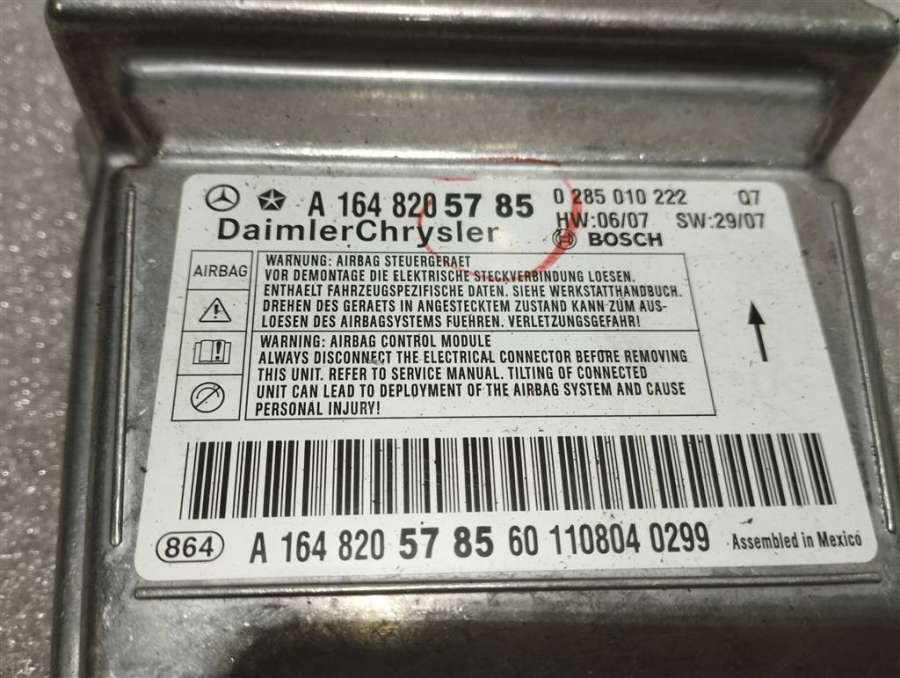 A 164 820 57 85 0 285 010 222 Q7
HW:06/07 SW:29/07
DaimlerChrysler BOSCH
AIRBAG
WARNUNG: AIRBAG STEUERGERAET
VOR DEMONTAGE DIE ELEKTRISCHE STECKVERBINDUNG LOESEN.
ENTHAELT FAHRZEUGSPEZIFISCHE DATEN. SIEHE WERKSTATTHANDBUCH.
DREHEN DES GERAETS IN ANGESTECKTEM ZUSTAND KANN ZUM AUS-
LOESEN DES AIRBAGSYSTEMS FUEHREN. VERLETZUNGSGEFAHR!
WARNING: AIRBAG CONTROL MODULE
ALWAYS DISCONNECT THE ELECTRICAL CONNECTOR BEFORE REMOVING
THIS UNIT. REFER TO SERVICE MANUAL. TILTING OF CONNECTED
UNIT CAN LEAD TO DEPLOYMENT OF THE AIRBAG SYSTEM AND CAUSE
PERSONAL INJURY!
864 A 164 820 57 85 60 110804 0299 Assembled in Mexico